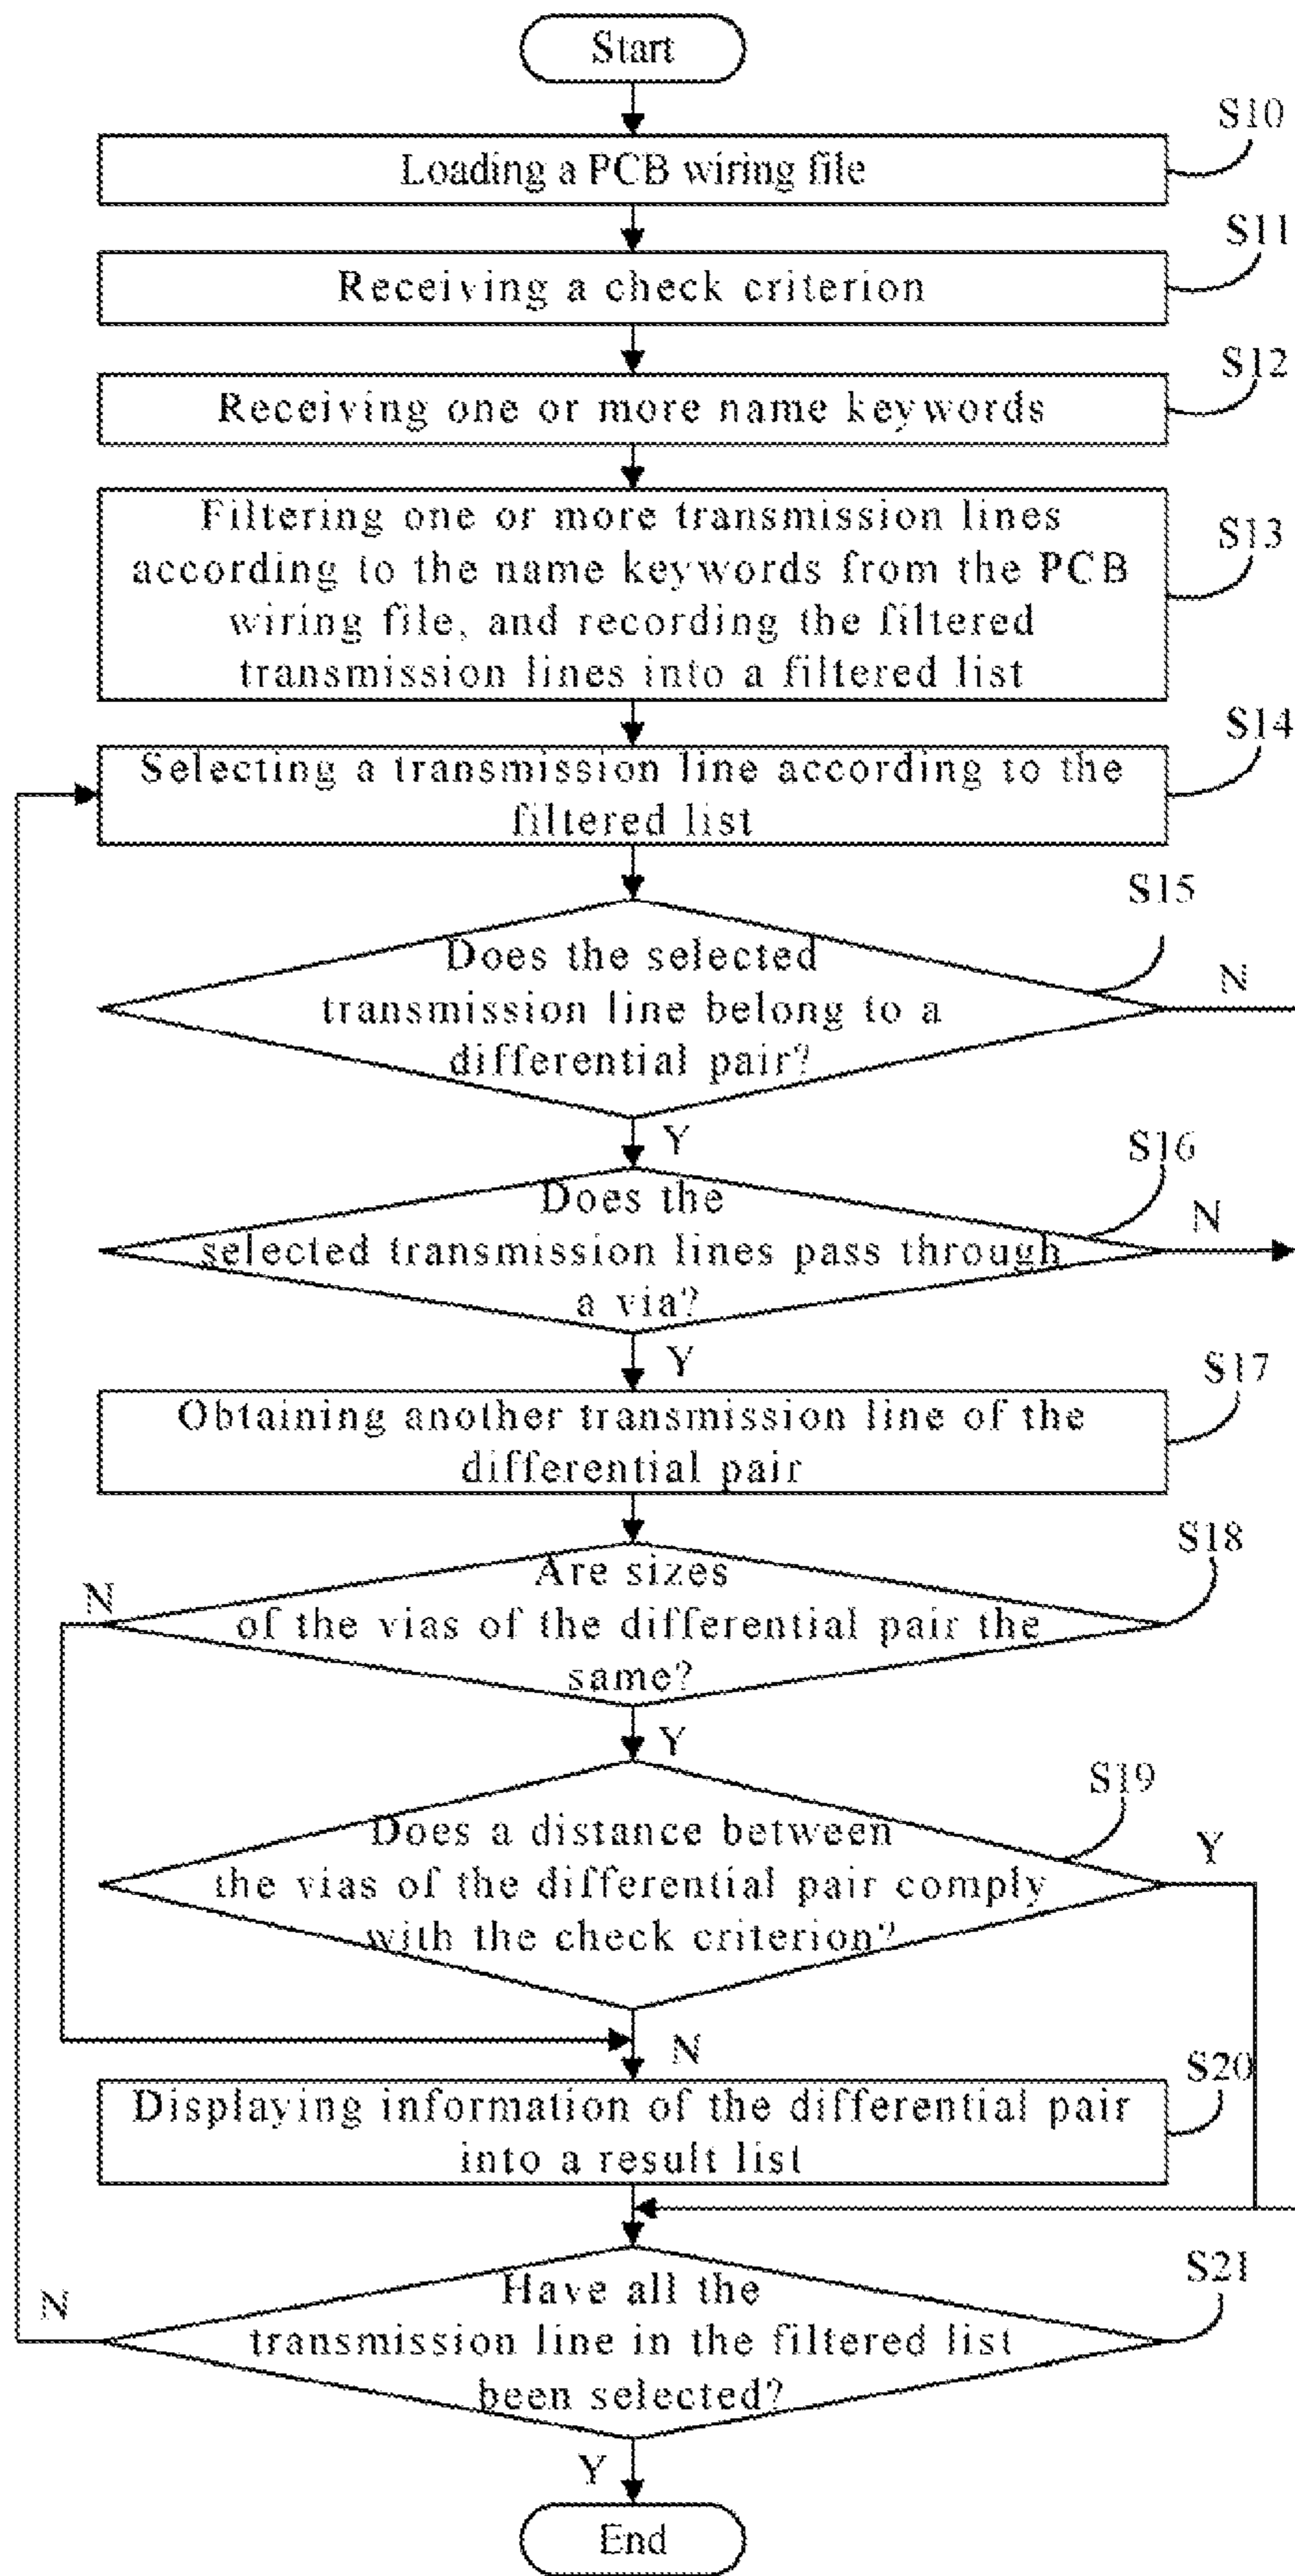 Start
S10
Loading a PCB wiring file
S11
Receiving a check criterion
S12
Receiving one or more name keywords
S13
Filtering one or more transmission lines
according to the name keywords from the PCB
wiring file, and recording the filtered
transmission lines into a filtered list
S14
Selecting a transmission line according to the
filtered list
S15
Does the selected
transmission line belong to a
differential pair?
N
Y
S16
Does the
selected transmission lines pass through
a via?
N
Y
S17
Obtaining another transmission line of the
differential pair
S18
Are sizes
of the vias of the differential pair the
same?
N
Y
S19
Does a distance between
the vias of the differential pair comply
with the check criterion?
Y
N
S20
Displaying information of the differential pair
into a result list
S21
Have all the
transmission line in the filtered list
been selected?
N
Y
End